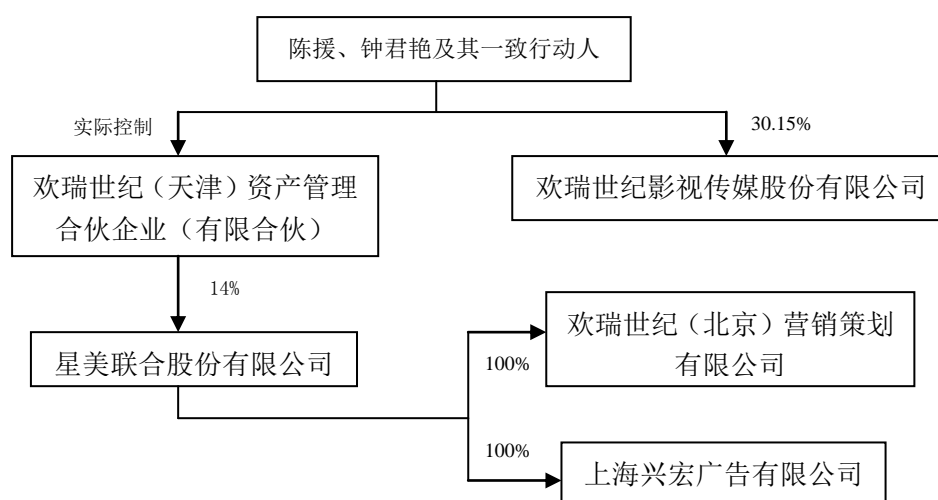 陈援、钟君艳及其一致行动人
实际控制
30.15%
欢瑞世纪（天津）资产管理
合伙企业（有限合伙）
欢瑞世纪影视传媒股份有限公司
14%
星美联合股份有限公司
欢瑞世纪（北京）营销策划
有限公司
100%
100%
上海兴宏广告有限公司